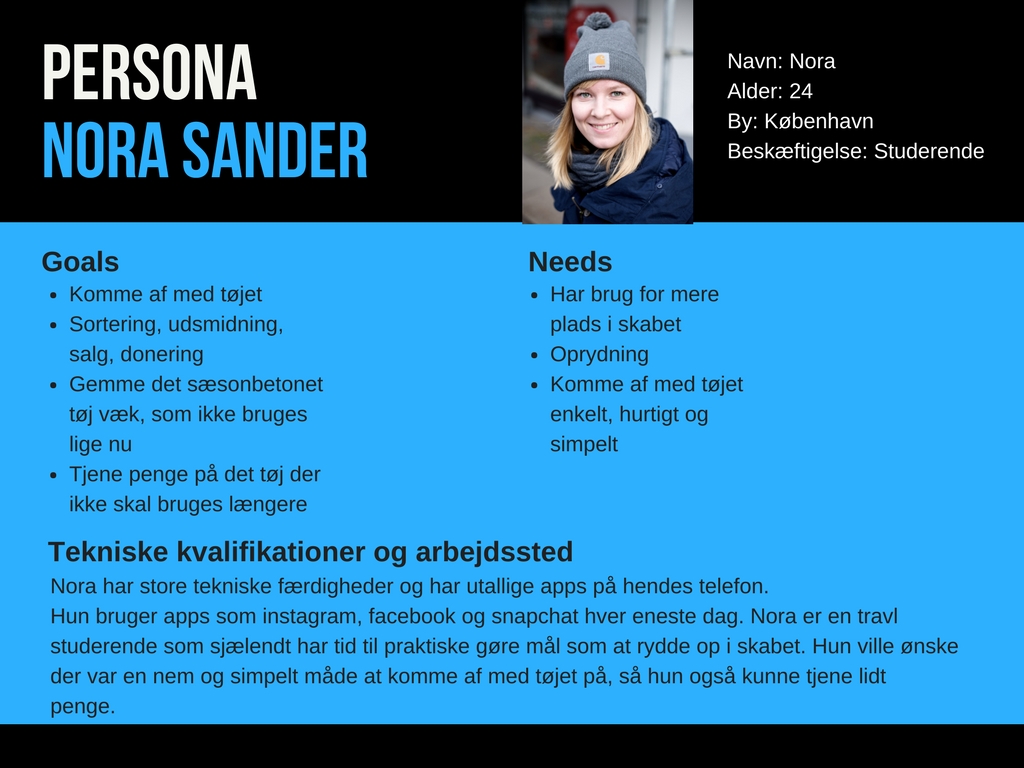 PERSONA
NORA SANDER
Navn: Nora
Alder: 24
By: København
Beskæftigelse: Studerende
Goals
• Komme af med tøjet
• Sortering, udsmidning,
salg, donering
• Gemme det sæsonbetonet
tøj væk, som ikke bruges
lige nu
• Tjene penge på det tøj der
ikke skal bruges længere
Needs
• Har brug for mere
plads i skabet
• Oprydning
• Komme af med tøjet
enkelt, hurtigt og
simpelt
Tekniske kvalifikationer og arbejdssted
Nora har store tekniske færdigheder og har utallige apps på hendes telefon.
Hun bruger apps som instagram, facebook og snapchat hver eneste dag. Nora er en travl
studerende som sjælendt har tid til praktiske gøre mål som at rydde op i skabet. Hun ville ønske
der var en nem og simpelt måde at komme af med tøjet på, så hun også kunne tjene lidt
penge.